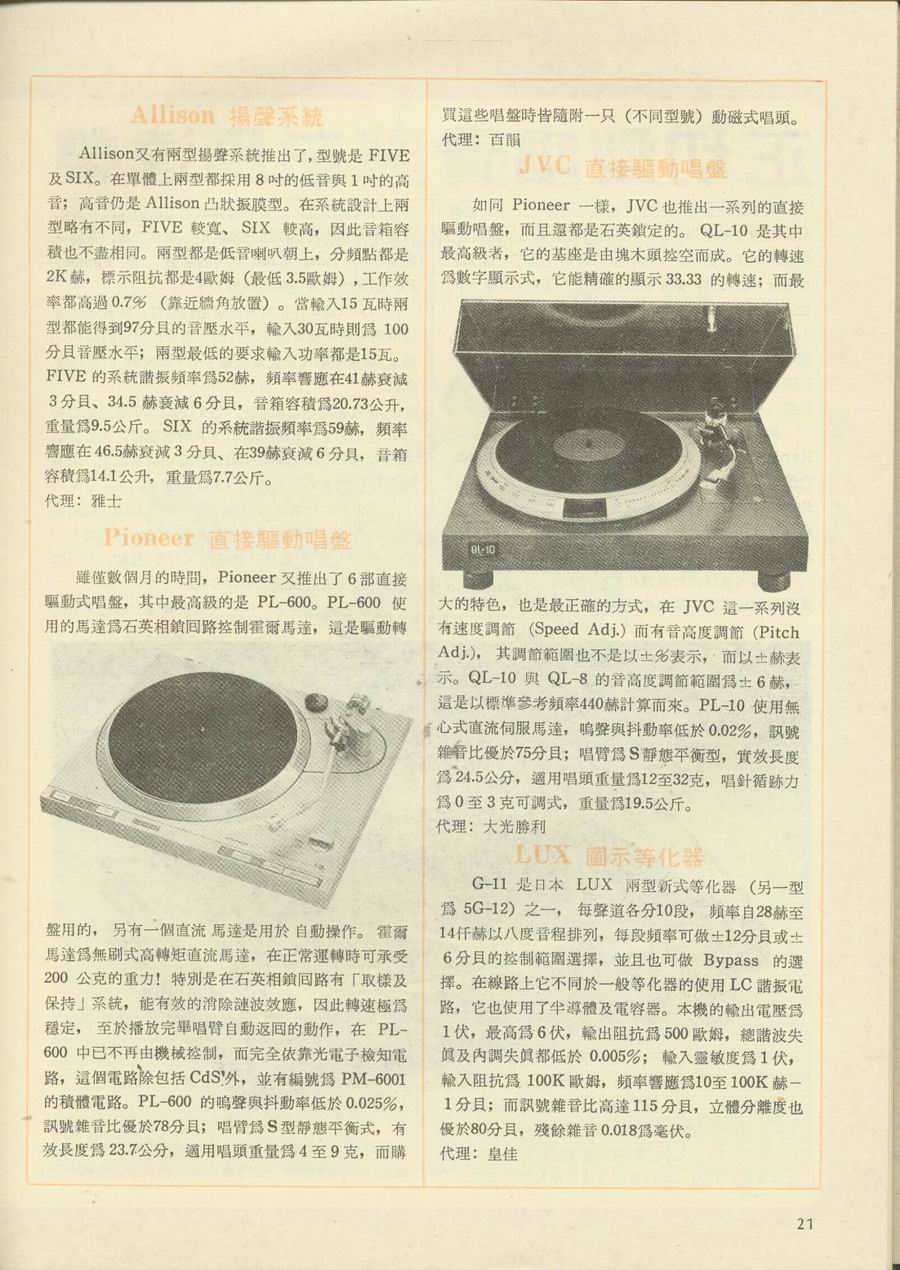 Allison 揚聲系統
Allison又有兩型揚聲系統推出了,型號是 FIVE
及SIX。在單體上兩型都採用 8 吋的低音與 1 吋的高
音；高音仍是 Allison 凸狀振膜型。在系統設計上兩
型略有不同，FIVE 較寬、 SIX 較高，因此音箱容
積也不盡相同。兩型都是低音喇叭朝上，分頻點都是
2K 赫，標示阻抗都是4歐姆（最低 3.5歐姆）,工作效
率都高過 0.7%（靠近牆角放置）。當輸入15 瓦時兩
型都能得到97分貝的音壓水平，輸入30瓦時則爲 100
分貝音壓水平；兩型最低的要求輸入功率都是15瓦。
FIVE 的系統諧振頻率爲52赫，頻率響應在41赫衰減
3 分貝、34.5 赫衰減 6 分貝，音箱容積爲20.73公升,
重量爲9.5公斤。 SIX 的系統諧振頻率爲59赫，頻率
響應在 46.5赫衰減 3 分貝、在39赫衰減 6 分貝，音箱
容積爲14.1公升，重量爲7.7公斤。
代理：雅士
Pioneer 直接驅動唱盤
雖僅數個月的時間，Pioneer 又推出了 6 部直接
驅動式唱盤，其中最高級的是 PL-600。PL-600 使
用的馬達爲石英相鎖回路控制霍爾馬達，這是驅動轉
盤用的， 另有一個直流 馬達是用於 自動操作。 霍爾
馬達爲無刷式高轉矩直流馬達，在正常運轉時可承受
200 公克的重力！特別是在石英相鎖回路有「取樣及
保持」系統，能有效的消除漣波效應，因此轉速極爲
穩定， 至於播放完畢唱臂自動返回的動作，在 PL-
600 中已不再由機械控制，而完全依靠光電子檢知電
路，這個電路除包括 CdS'外，並有編號爲 PM-6001
的積體電路。PL-600 的嗚聲與抖動率低於 0.025%，
訊號雜音比優於78分貝；唱臂爲 S 型靜態平衡式，有
效長度爲 23.7公分，適用唱頭重量爲 4 至 9 克，而購
買這些唱盤時皆隨附一只（不同型號）動磁式唱頭。
代理：百韻
JVC 直接驅動唱盤
如同 Pioneer 一樣，JVC 也推出一系列的直接
驅動唱盤，而且還都是石英鎖定的。 QL-10 是其中
最高級者，它的基座是由塊木頭挖空而成。它的轉速
爲數字顯示式，它能精確的顯示 33.33 的轉速；而最
QL-10
大的特色，也是最正確的方式，在 JVC 這一系列沒
有速度調節 (Speed Adj.) 而有音高度調節 (Pitch
Adj.)， 其調節範圍也不是以±%表示，而以±赫表
示。QL-10 與 QL-8 的音高度調節範圍爲± 6 赫，
這是以標準參考頻率440赫計算而來。PL-10 使用無
心式直流伺服馬達，嗚聲與抖動率低於 0.02%，訊號
雜音比優於75分貝；唱臂爲 S 靜態平衡型，實效長度
爲 24.5公分，適用唱頭重量爲12至32克，唱針循跡力
爲 0 至 3 克可調式，重量爲19.5公斤。
代理：大光勝利
LUX 圖示等化器
G-11 是日本 LUX 兩型新式等化器（另一型
爲 5G-12）之一， 每聲道各分10段， 頻率自28赫至
14仟赫以八度音程排列，每段頻率可做±12分貝或±
6 分貝的控制範圍選擇，並且也可做 Bypass 的選
擇。在線路上它不同於一般等化器的使用 LC 諧振電
路，它也使用了半導體及電容器。本機的輸出電壓爲
1 伏，最高爲 6 伏，輸出阻抗爲 500 歐姆，總諧波失
眞及內調失眞都低於 0.005%； 輸入靈敏度爲 1 伏，
輸入阻抗爲 100K 歐姆，頻率響應爲10至 100K 赫－
1 分貝；而訊號雜音比高達 115 分貝，立體分離度也
優於80分貝，殘餘雜音 0.018爲毫伏。
代理：皇佳
21